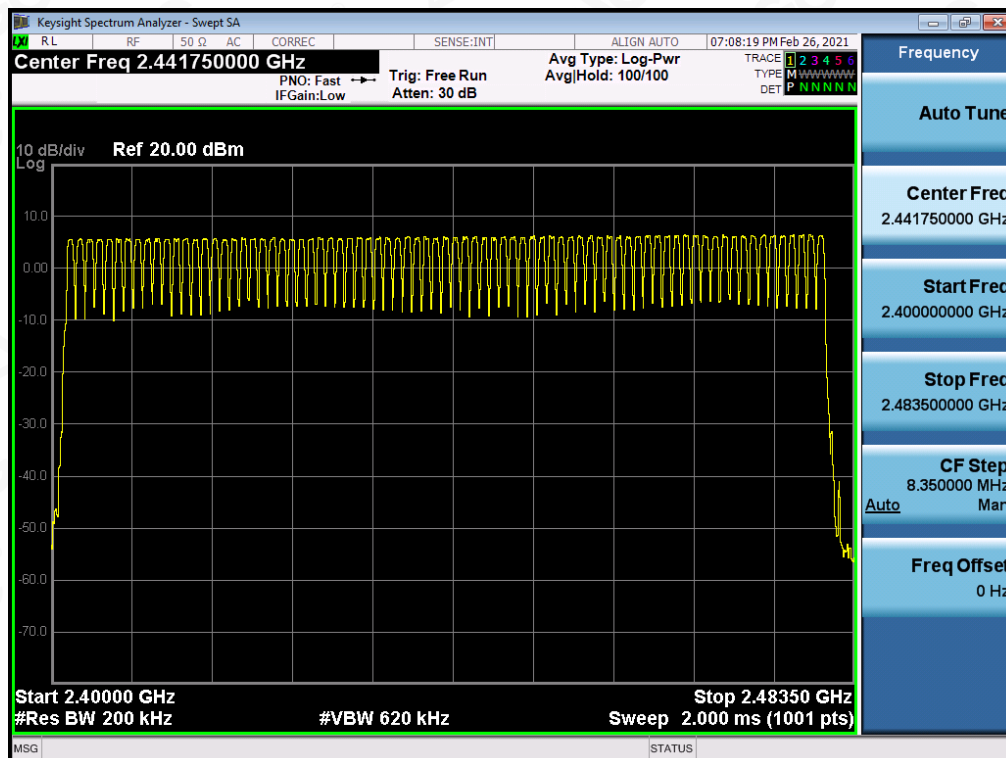 Keysight Spectrum Analyzer - Swept SA
LXI RL RF 50 Ω AC CORREC SENSE:INT ALIGN AUTO 07:08:19 PM Feb 26, 2021
Center Freq 2.441750000 GHz
PNO: Fast
IFGain:Low
Trig: Free Run
Atten: 30 dB
Avg Type: Log-Pwr
Avg|Hold: 100/100
TRACE 1 2 3 4 5 6
TYPE M WWWWW
DET P N N N N N
10 dB/div Ref 20.00 dBm
Log
10.0
0.00
-10.0
-20.0
-30.0
-40.0
-50.0
-60.0
-70.0
Start 2.40000 GHz Stop 2.48350 GHz
#Res BW 200 kHz #VBW 620 kHz Sweep 2.000 ms (1001 pts)
MSG STATUS
Frequency
Auto Tune
Center Freq
2.441750000 GHz
Start Freq
2.400000000 GHz
Stop Freq
2.483500000 GHz
CF Step
8.350000 MHz
Auto Man
Freq Offset
0 Hz